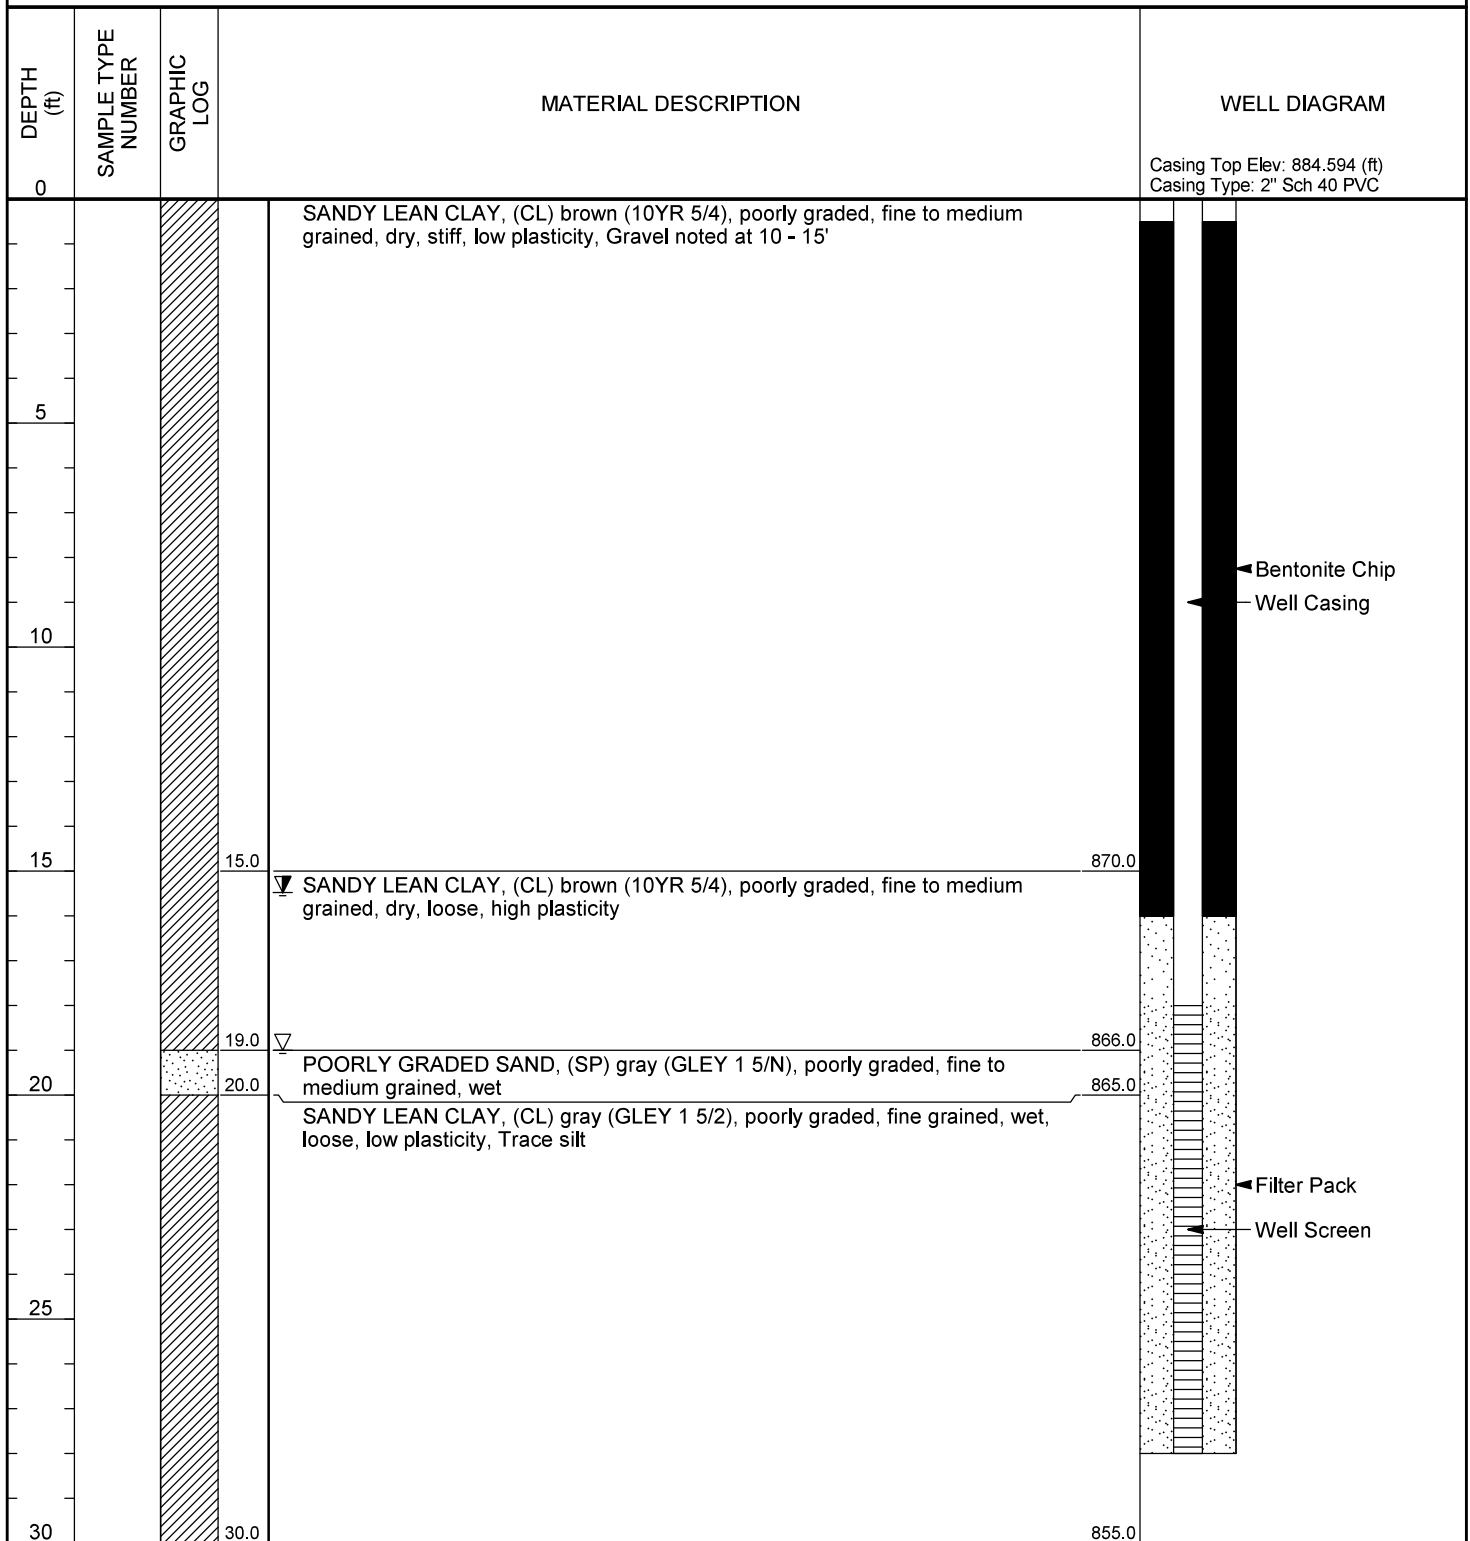 DEPTH
(ft)
SAMPLE TYPE
NUMBER
GRAPHIC
LOG
MATERIAL DESCRIPTION
WELL DIAGRAM
Casing Top Elev: 884.594 (ft)
Casing Type: 2" Sch 40 PVC
0
SANDY LEAN CLAY, (CL) brown (10YR 5/4), poorly graded, fine to medium
grained, dry, stiff, low plasticity, Gravel noted at 10 - 15'
5
Bentonite Chip
Well Casing
10
15
15.0
870.0
SANDY LEAN CLAY, (CL) brown (10YR 5/4), poorly graded, fine to medium
grained, dry, loose, high plasticity
19.0
866.0
POORLY GRADED SAND, (SP) gray (GLEY 1 5/N), poorly graded, fine to
medium grained, wet
20
20.0
865.0
SANDY LEAN CLAY, (CL) gray (GLEY 1 5/2), poorly graded, fine grained, wet,
loose, low plasticity, Trace silt
Filter Pack
Well Screen
25
30
30.0
855.0